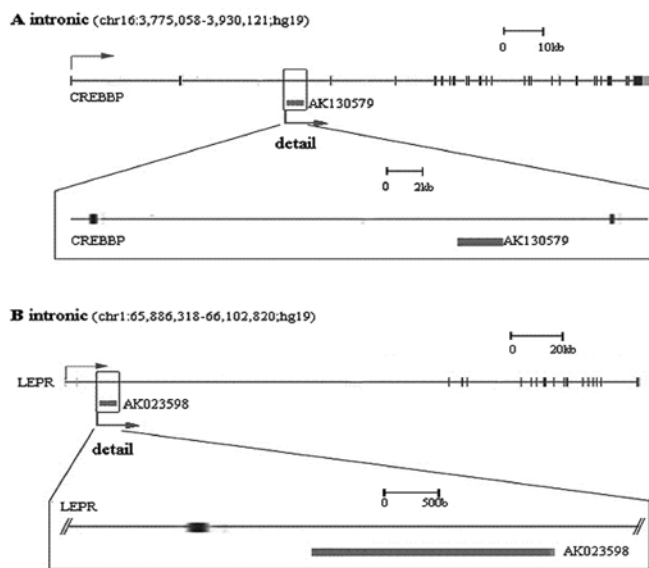 A intronic (chr16:3,775,058-3,930,121;hg19)
0 10kb
CREBBP
AK130579
detail
0 2kb
CREBBP
AK130579
B intronic (chr1:65,886,318-66,102,820;hg19)
0 20kb
LEPR
AK023598
detail
LEPR
0 500b
AK023598